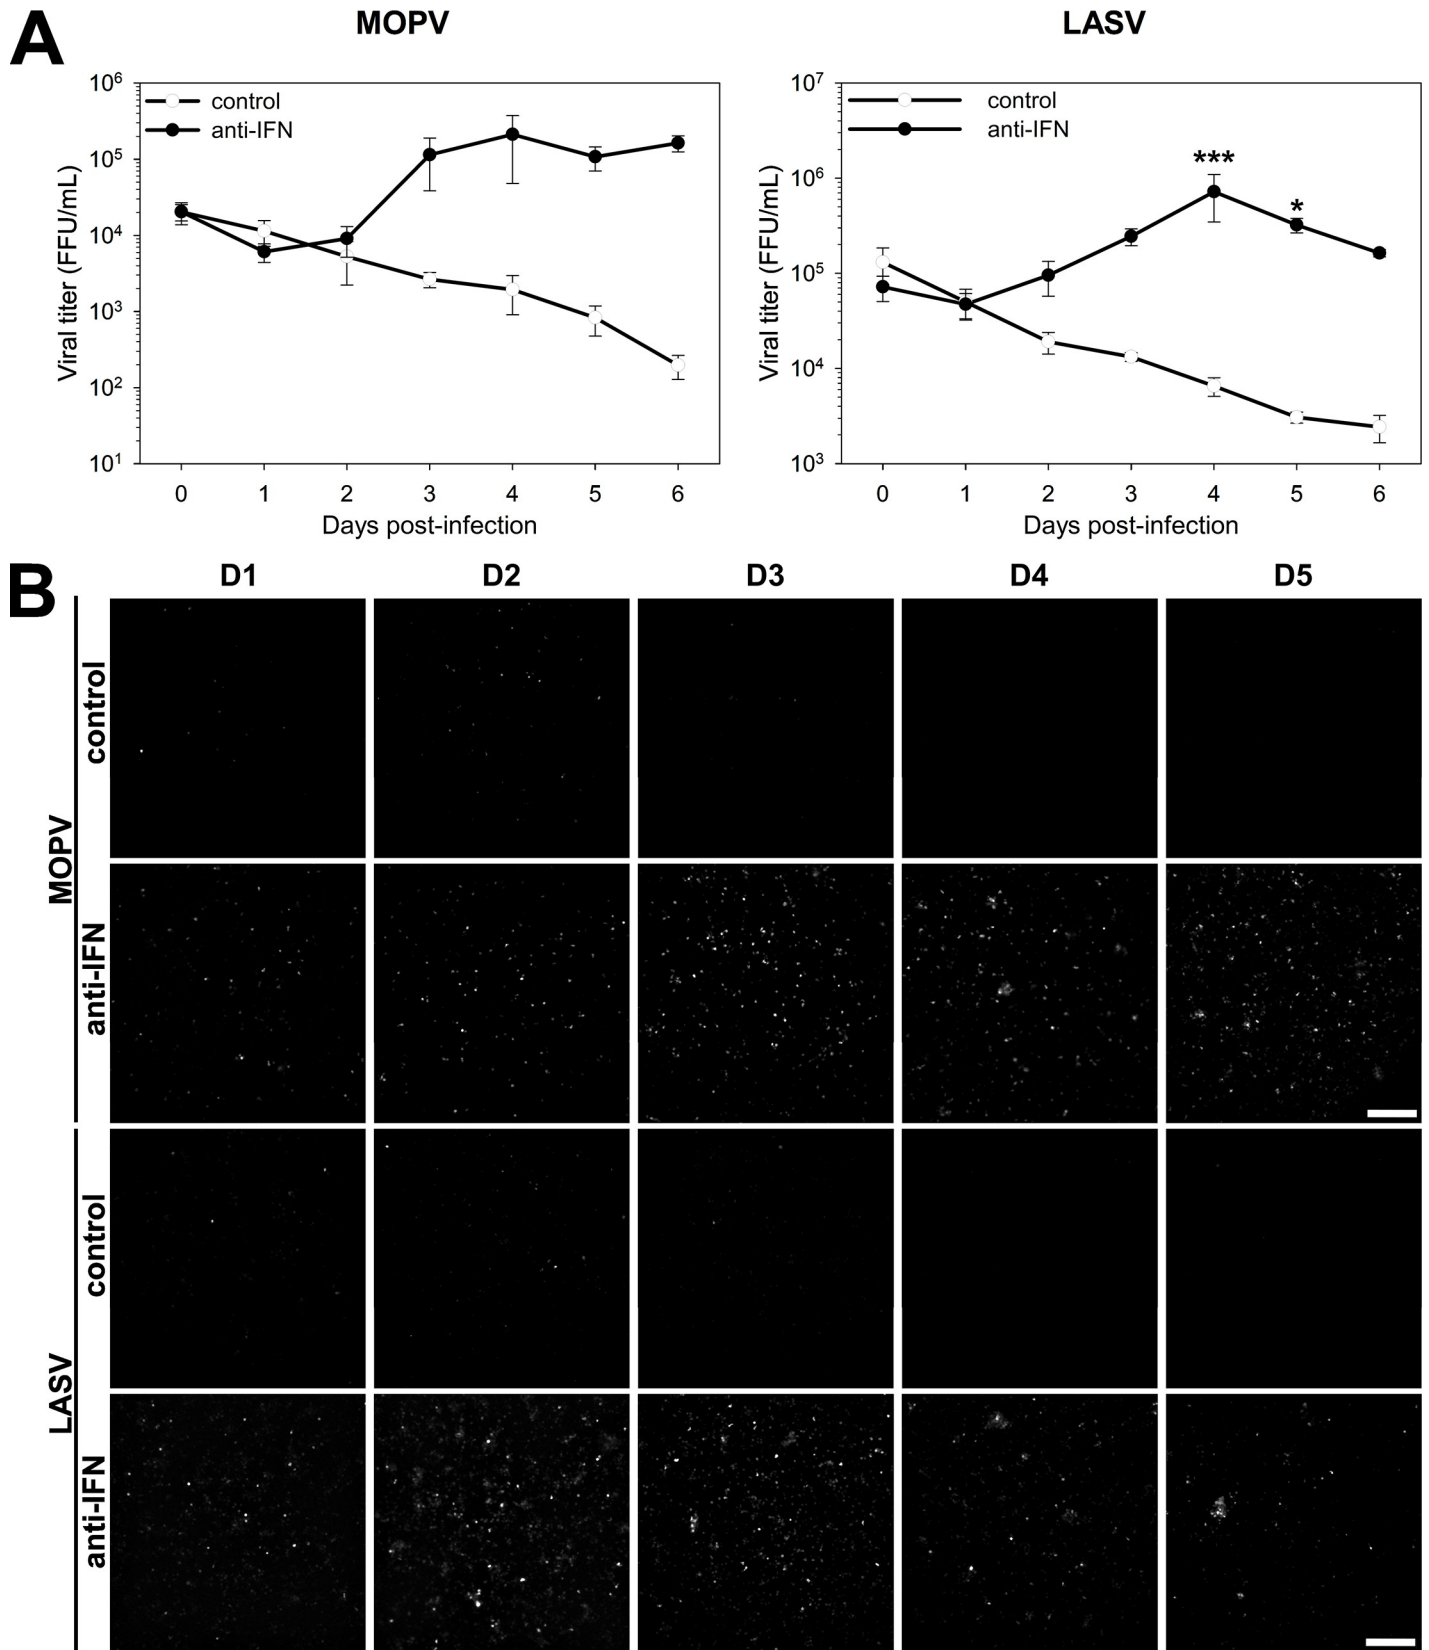 A
MOPV
LASV
10⁶
10⁵
10⁴
10³
10²
10¹
Viral titer (FFU/mL)
control
anti-IFN
0 1 2 3 4 5 6
Days post-infection
10⁷
10⁶
10⁵
10⁴
10³
Viral titer (FFU/mL)
control
anti-IFN
***
*
0 1 2 3 4 5 6
Days post-infection
B
D1 D2 D3 D4 D5
MOPV
control
anti-IFN
LASV
control
anti-IFN